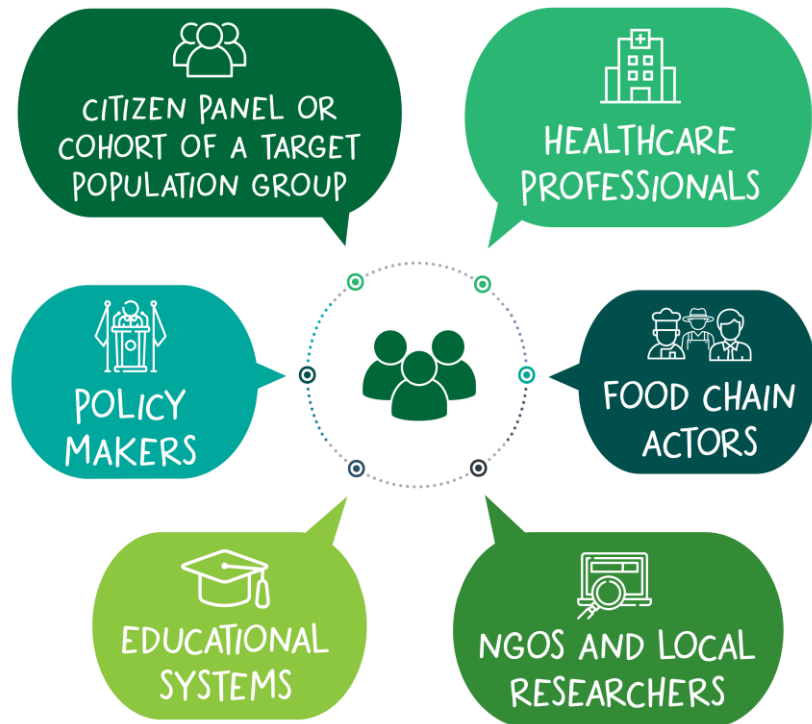 CITIZEN PANEL OR
COHORT OF A TARGET
POPULATION GROUP
HEALTHCARE
PROFESSIONALS
POLICY
MAKERS
FOOD CHAIN
ACTORS
EDUCATIONAL
SYSTEMS
NGOS AND LOCAL
RESEARCHERS